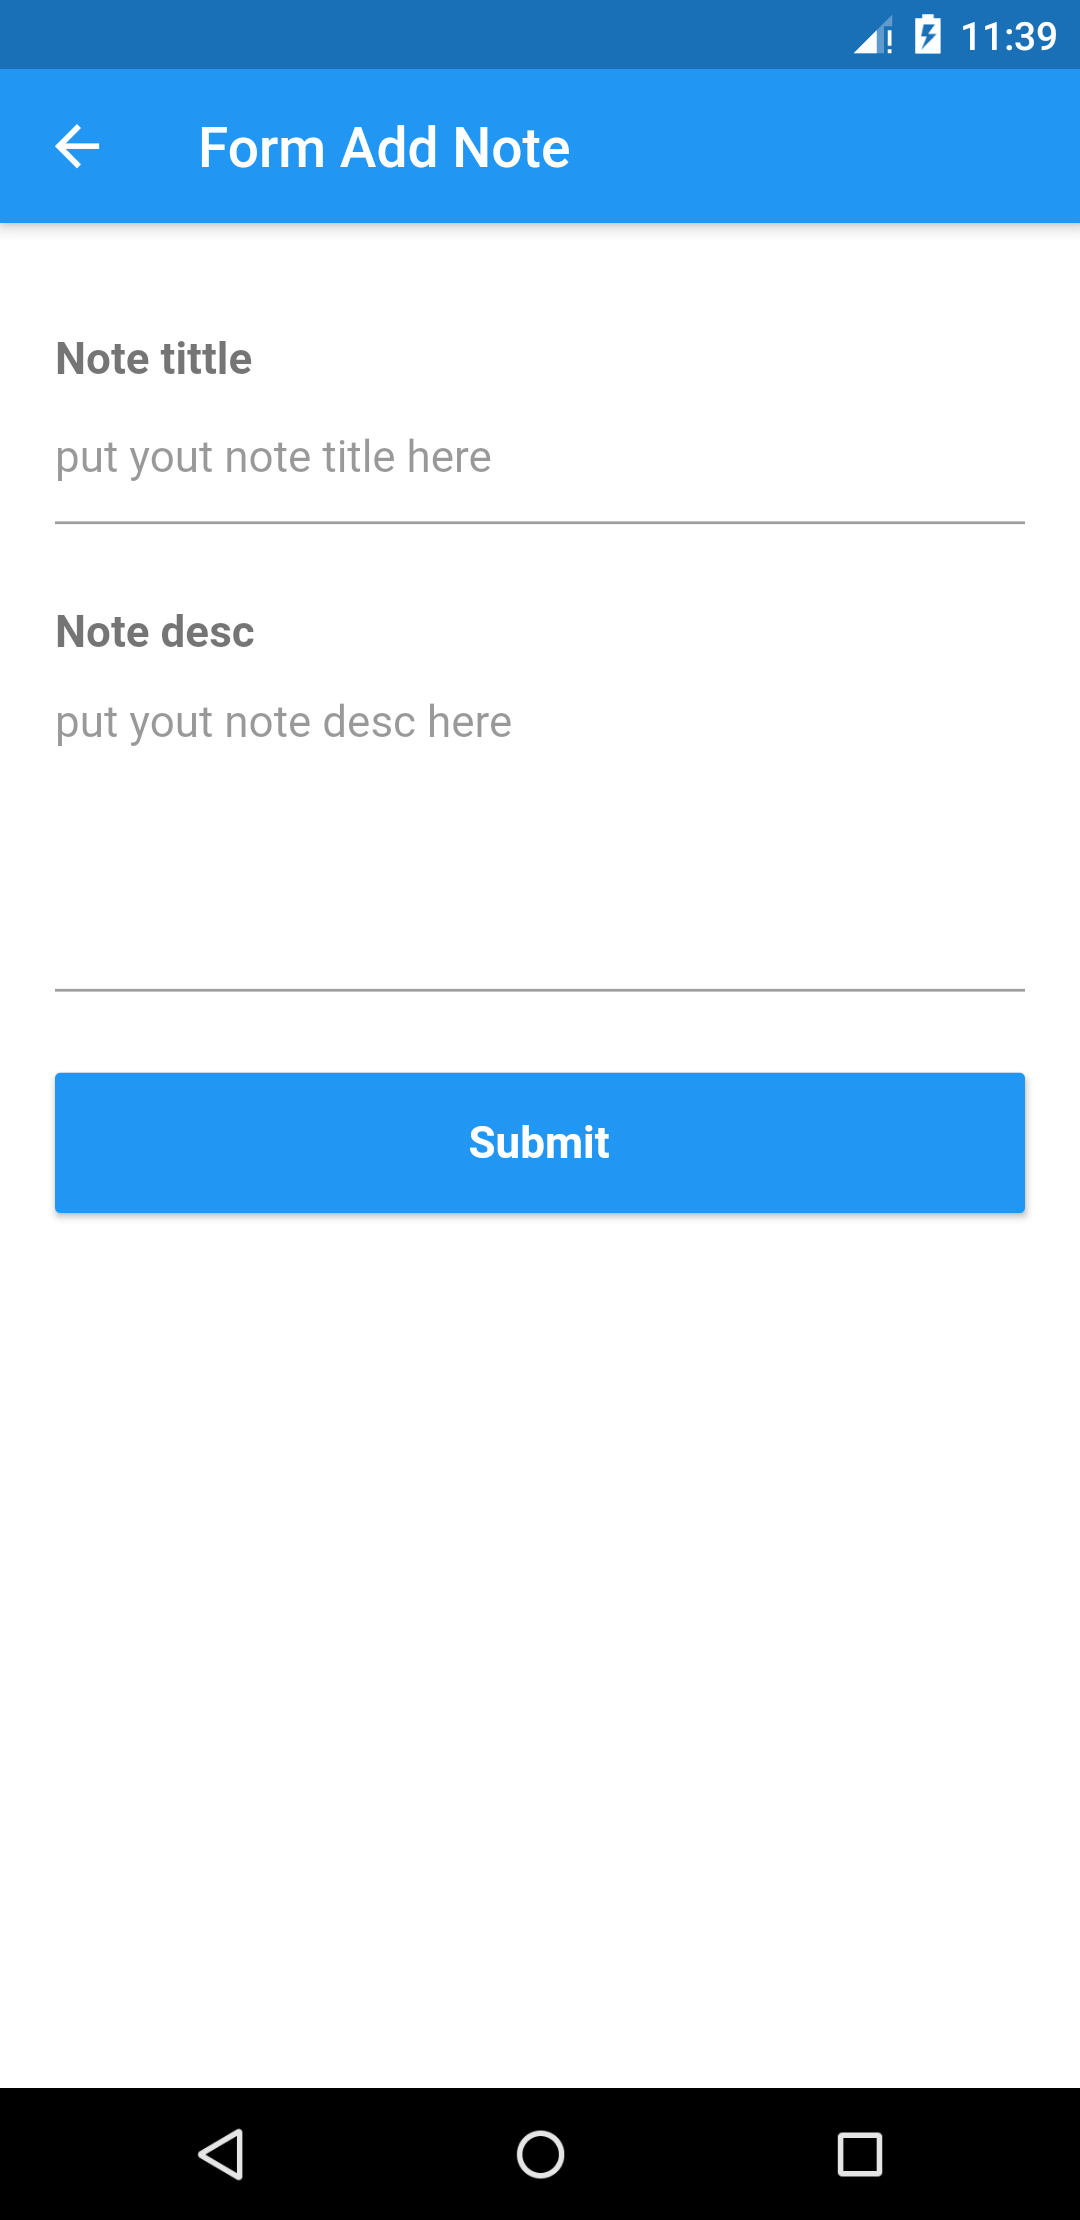 11:39
Form Add Note
Note tittle
put yout note title here
Note desc
put yout note desc here
Submit